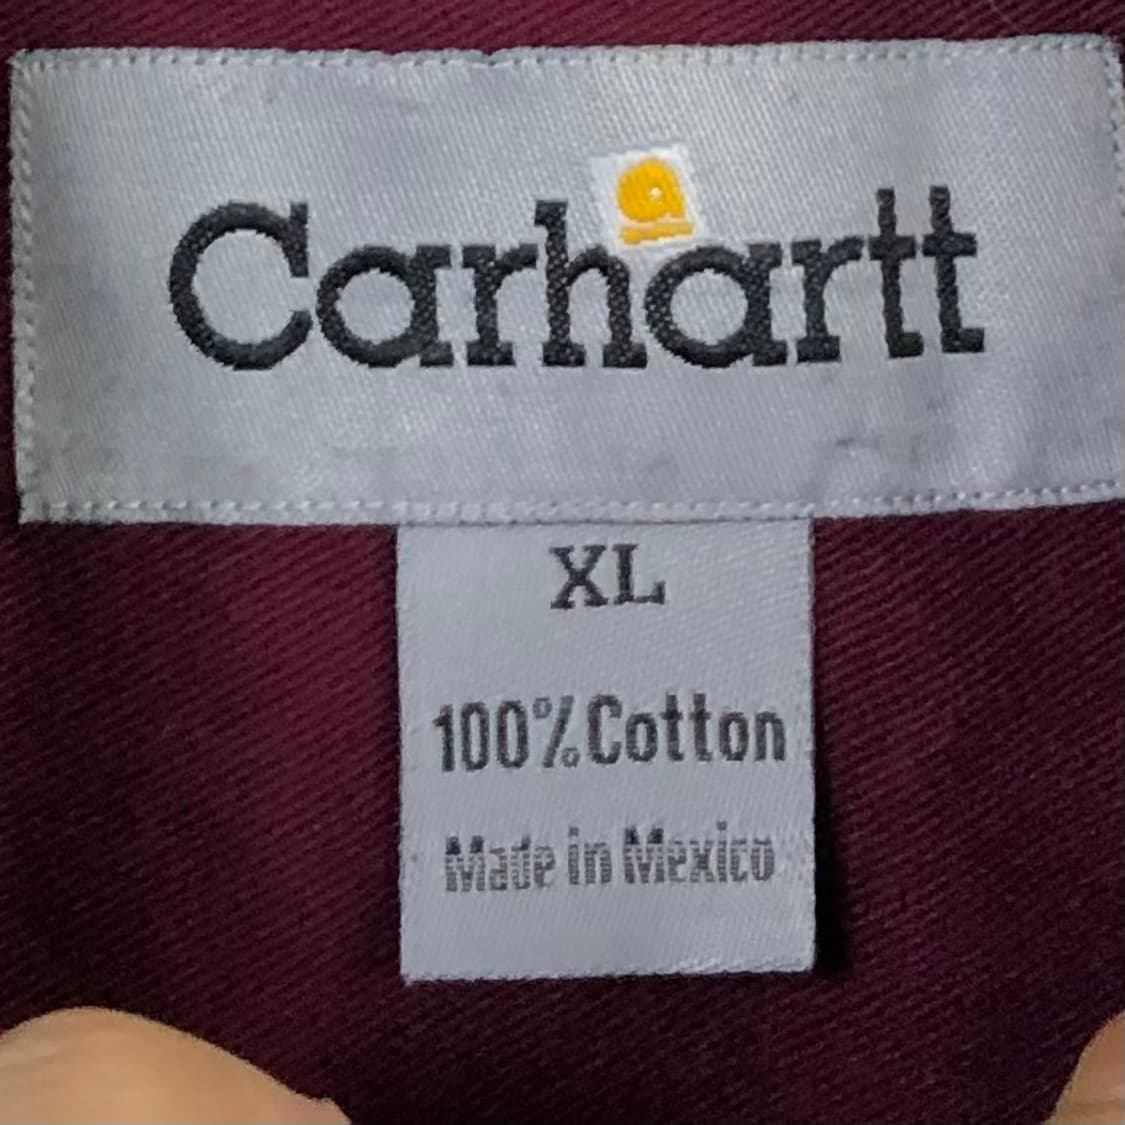 Carhartt
XL
100% Cotton
Made in Mexico